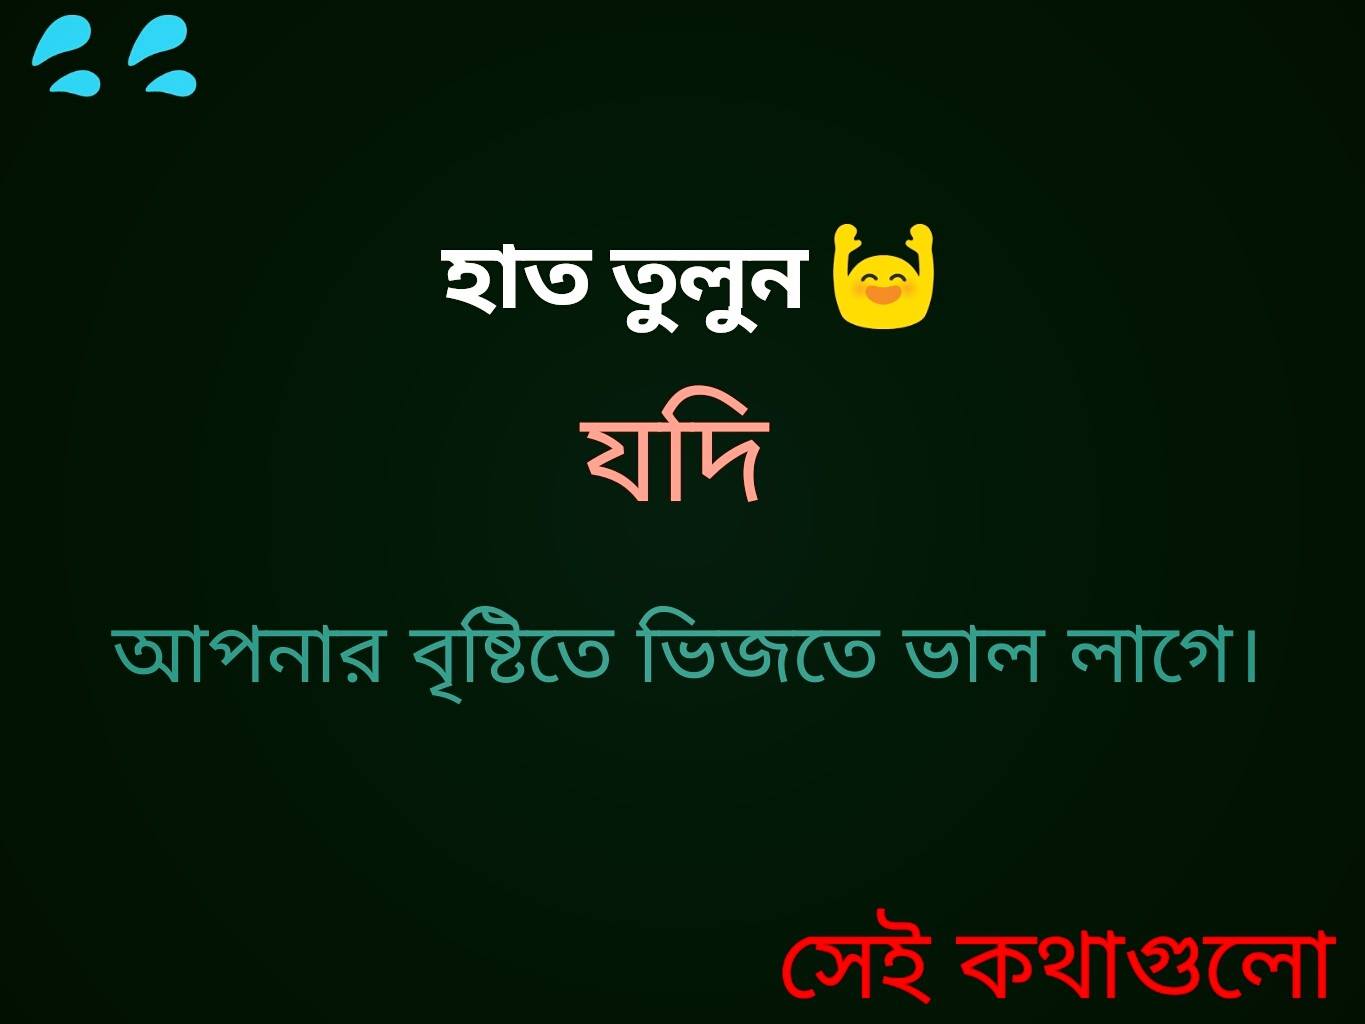 হাত তুলুন 🙌
যদি
আপনার বৃষ্টিতে ভিজতে ভাল লাগে।
সেই কথাগুলো